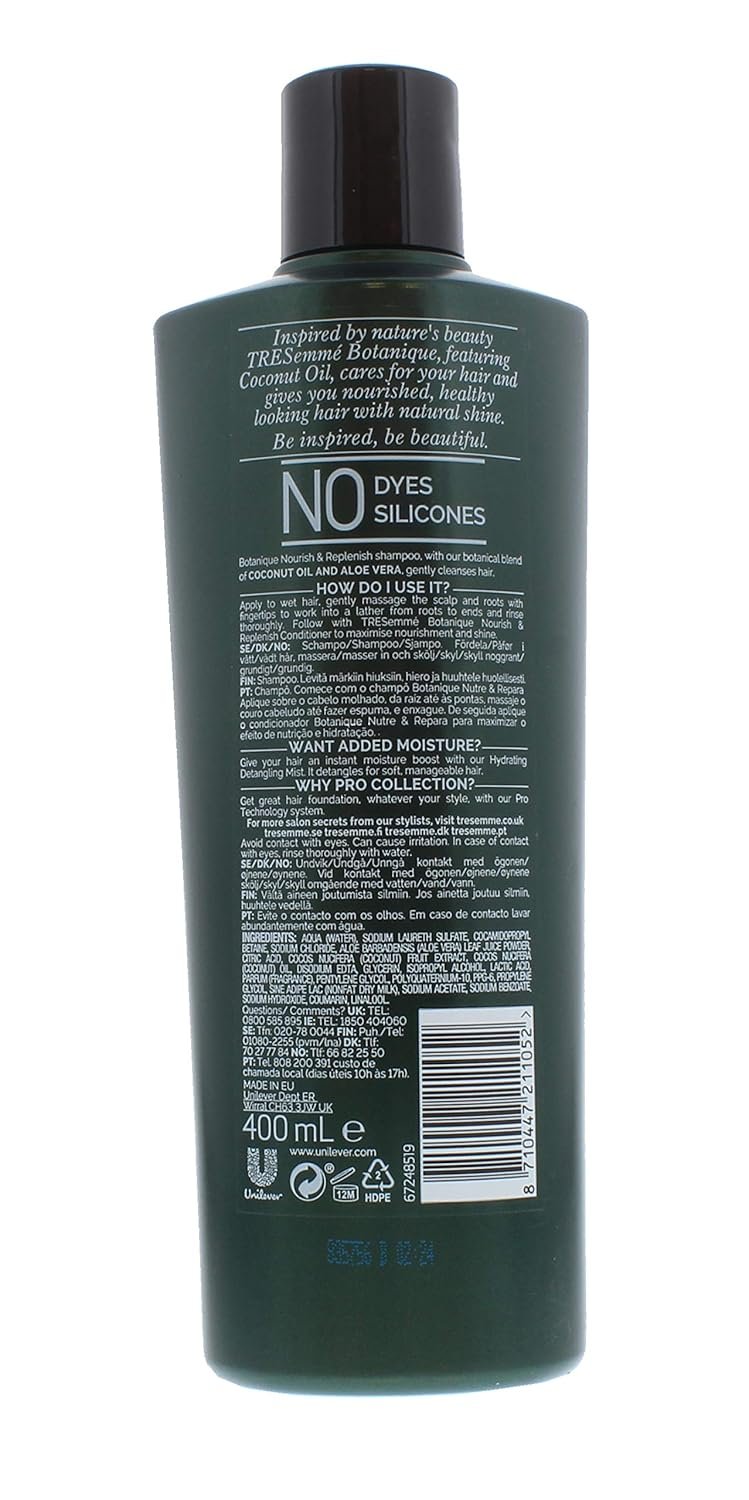 Inspired by nature's beauty
TRESemmé Botanique, featuring
Coconut Oil, cares for your hair and
gives you nourished, healthy
looking hair with natural shine.
Be inspired, be beautiful.
NO DYES
SILICONES
Botanique Nourish & Replenish shampoo, with our botanical blend
of COCONUT OIL AND ALOE VERA, gently cleanses hair.
HOW DO I USE IT?
Apply to wet hair, gently massage the scalp and roots with
fingertips to work into a lather from roots to ends and rinse
thoroughly. Follow with TRESemmé Botanique Nourish &
Replenish Conditioner to maximise nourishment and shine.
SE/DK/NO: Schampo/Shampoo/Sjampo. Fördela/Påfør i
vått/vådt hår, massera/masser in och skölj/skyl/skyll noggrant/
grundigt/grundig.
FIN: Shampoo. Levitä märkiin hiuksiin, hiero ja huuhtele huolellisesti.
PT: Champô. Comece com o champô Botanique Nutre & Repara.
Aplique sobre o cabelo molhado, da raiz até às pontas, massaje o
couro cabeludo até fazer espuma, e enxague. De seguida aplique
o condicionador Botanique Nutre & Repara para maximizar o
efeito de nutrição e hidratação. .
WANT ADDED MOISTURE?
Give your hair an instant moisture boost with our Hydrating
Detangling Mist. It detangles for soft, manageable hair.
WHY PRO COLLECTION?
Get great hair foundation, whatever your style, with our Pro
Technology system.
For more salon secrets from our stylists, visit tresemme.co.uk
tresemme.se tresemme.fi tresemme.dk tresemme.pt
Avoid contact with eyes. Can cause irritation. In case of contact
with eyes, rinse thoroughly with water.
SE/DK/NO: Undvik/Undgå/Unngå kontakt med ögonen/
øjnene/øynene. Vid kontakt med ögonen/øjnene/øynene
skölj/skyl/skyll omgående med vatten/vand/vann.
FIN: Vältä aineen joutumista silmiin. Jos ainetta joutuu silmiin,
huuhtele vedellä.
PT: Evite o contacto com os olhos. Em caso de contacto lavar
abundantemente com água.
INGREDIENTS: AQUA (WATER), SODIUM LAURETH SULFATE, COCAMIDOPROPYL
BETAINE, SODIUM CHLORIDE, ALOE BARBADENSIS (ALOE VERA) LEAF JUICE POWDER,
CITRIC ACID, COCOS NUCIFERA (COCONUT) FRUIT EXTRACT, COCOS NUCIFERA
(COCONUT) OIL, DISODIUM EDTA, GLYCERIN, ISOPROPYL ALCOHOL, LACTIC ACID,
PARFUM (FRAGRANCE), PENTYLENE GLYCOL, POLYQUATERNIUM-10, PPG-6, PROPYLENE
GLYCOL, SINE ADIPE LAC (NONFAT DRY MILK), SODIUM ACETATE, SODIUM BENZOATE,
SODIUM HYDROXIDE, COUMARIN, LINALOOL.
Questions/ Comments? UK: TEL:
0800 585 895 IE: TEL: 1850 404060
SE: Tfn: 020-78 0044 FIN: Puh./Tel:
01080-2255 (pvm/lna) DK: Tlf:
70 27 77 84 NO: Tlf: 66 82 25 50
PT: Tel. 808 200 391 custo de
chamada local (dias úteis 10h às 17h).
MADE IN EU
Unilever Dept ER
Wirral CH63 3JW UK
400 mL e
www.unilever.com
Unilever
®
12M
2
HDPE
67248519
8 710447 211052 >